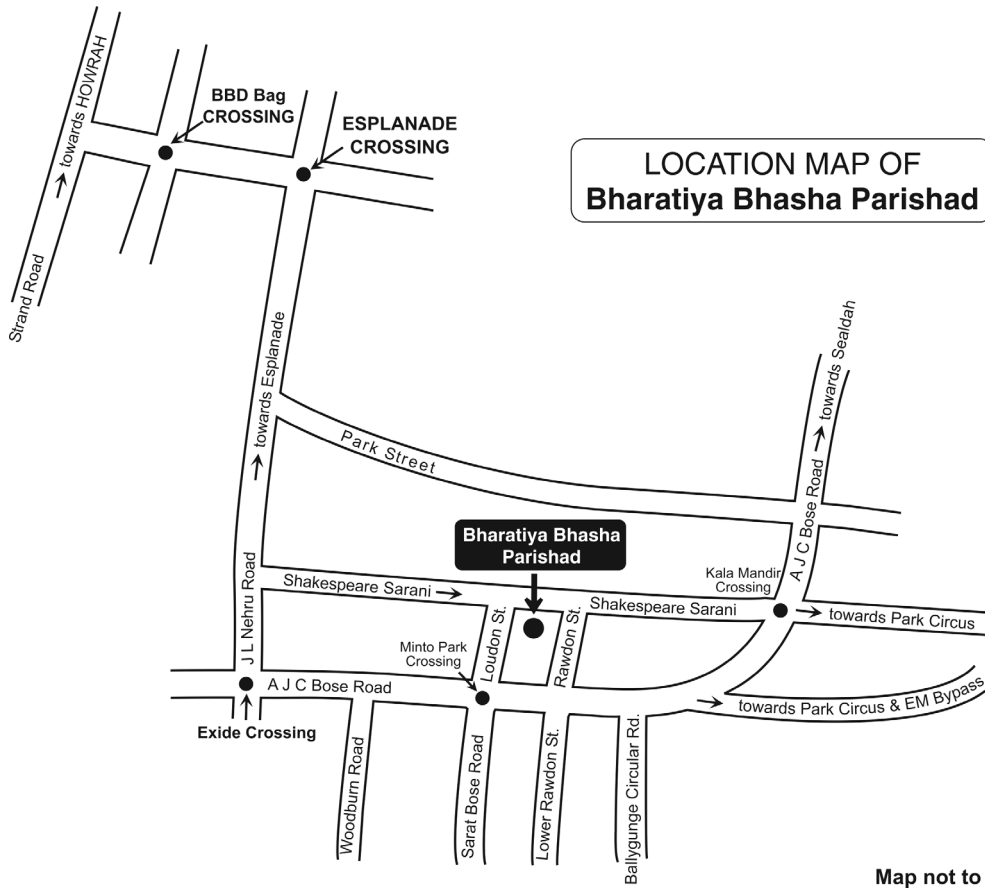 LOCATION MAP OF
Bharatiya Bhasha Parishad
BBD Bag
CROSSING
ESPLANADE
CROSSING
towards HOWRAH
Strand Road
towards Esplanade
J L Nehru Road
Park Street
towards Sealdah
A J C Bose Road
Bharatiya Bhasha
Parishad
Shakespeare Sarani
Shakespeare Sarani
Kala Mandir
Crossing
towards Park Circus
Loudon St.
Rawdon St.
Minto Park
Crossing
A J C Bose Road
towards Park Circus & EM Bypass
Exide Crossing
Woodburn Road
Sarat Bose Road
Lower Rawdon St.
Ballygunge Circular Rd.
Map not to